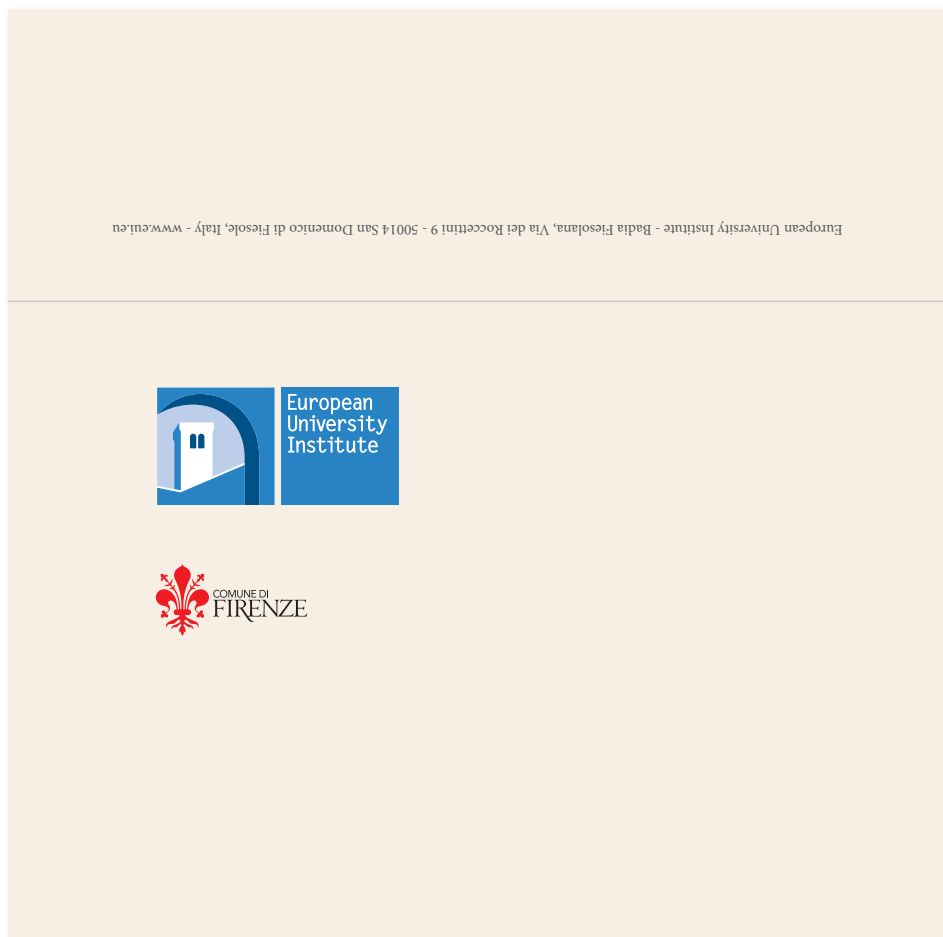 European University Institute - Badia Fiesolana, Via dei Roccettini 9 - 50014 San Domenico di Fiesole, Italy - www.eui.eu
European
University
Institute
COMUNE DI
FIRENZE